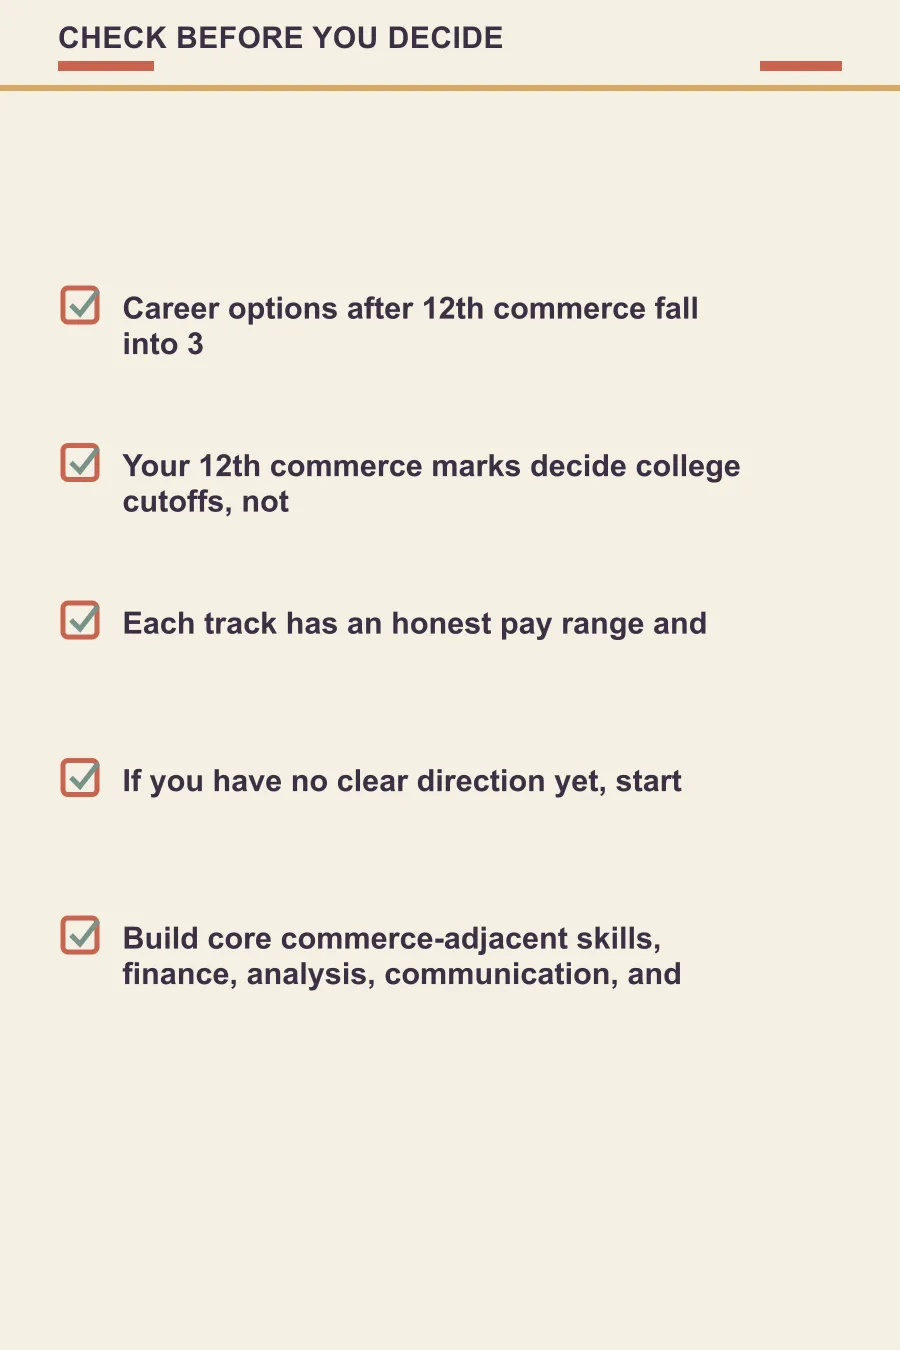 CHECK BEFORE YOU DECIDE
Career options after 12th commerce fall
into 3
Your 12th commerce marks decide college
cutoffs, not
Each track has an honest pay range and
If you have no clear direction yet, start
Build core commerce-adjacent skills,
finance, analysis, communication, and